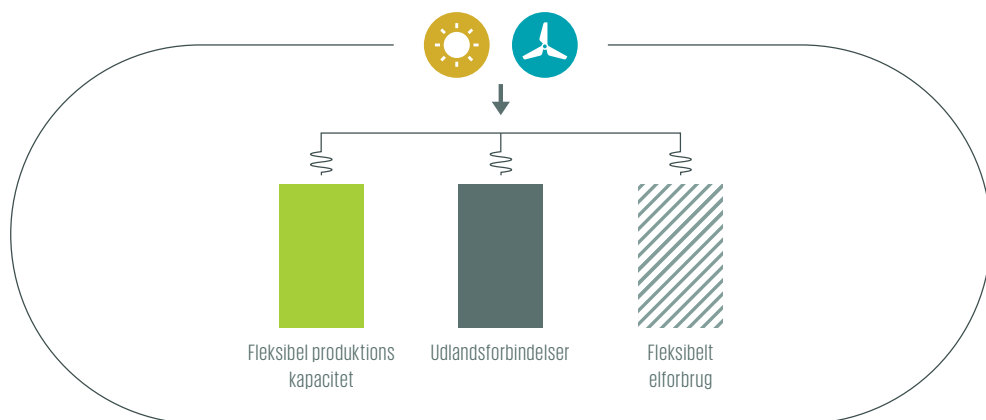 Fleksibel produktions
kapacitet
Udlandsforbindelser
Fleksibelt
elforbrug